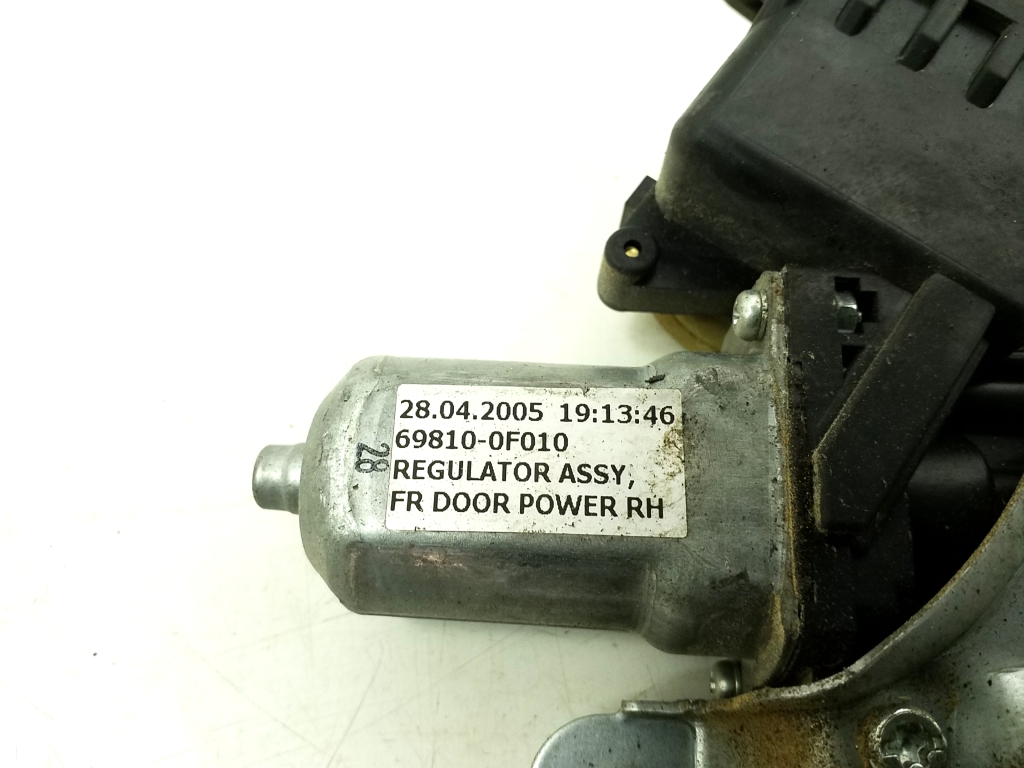 28.04.2005 19:13:46
69810-0F010
REGULATOR ASSY,
FR DOOR POWER RH
28